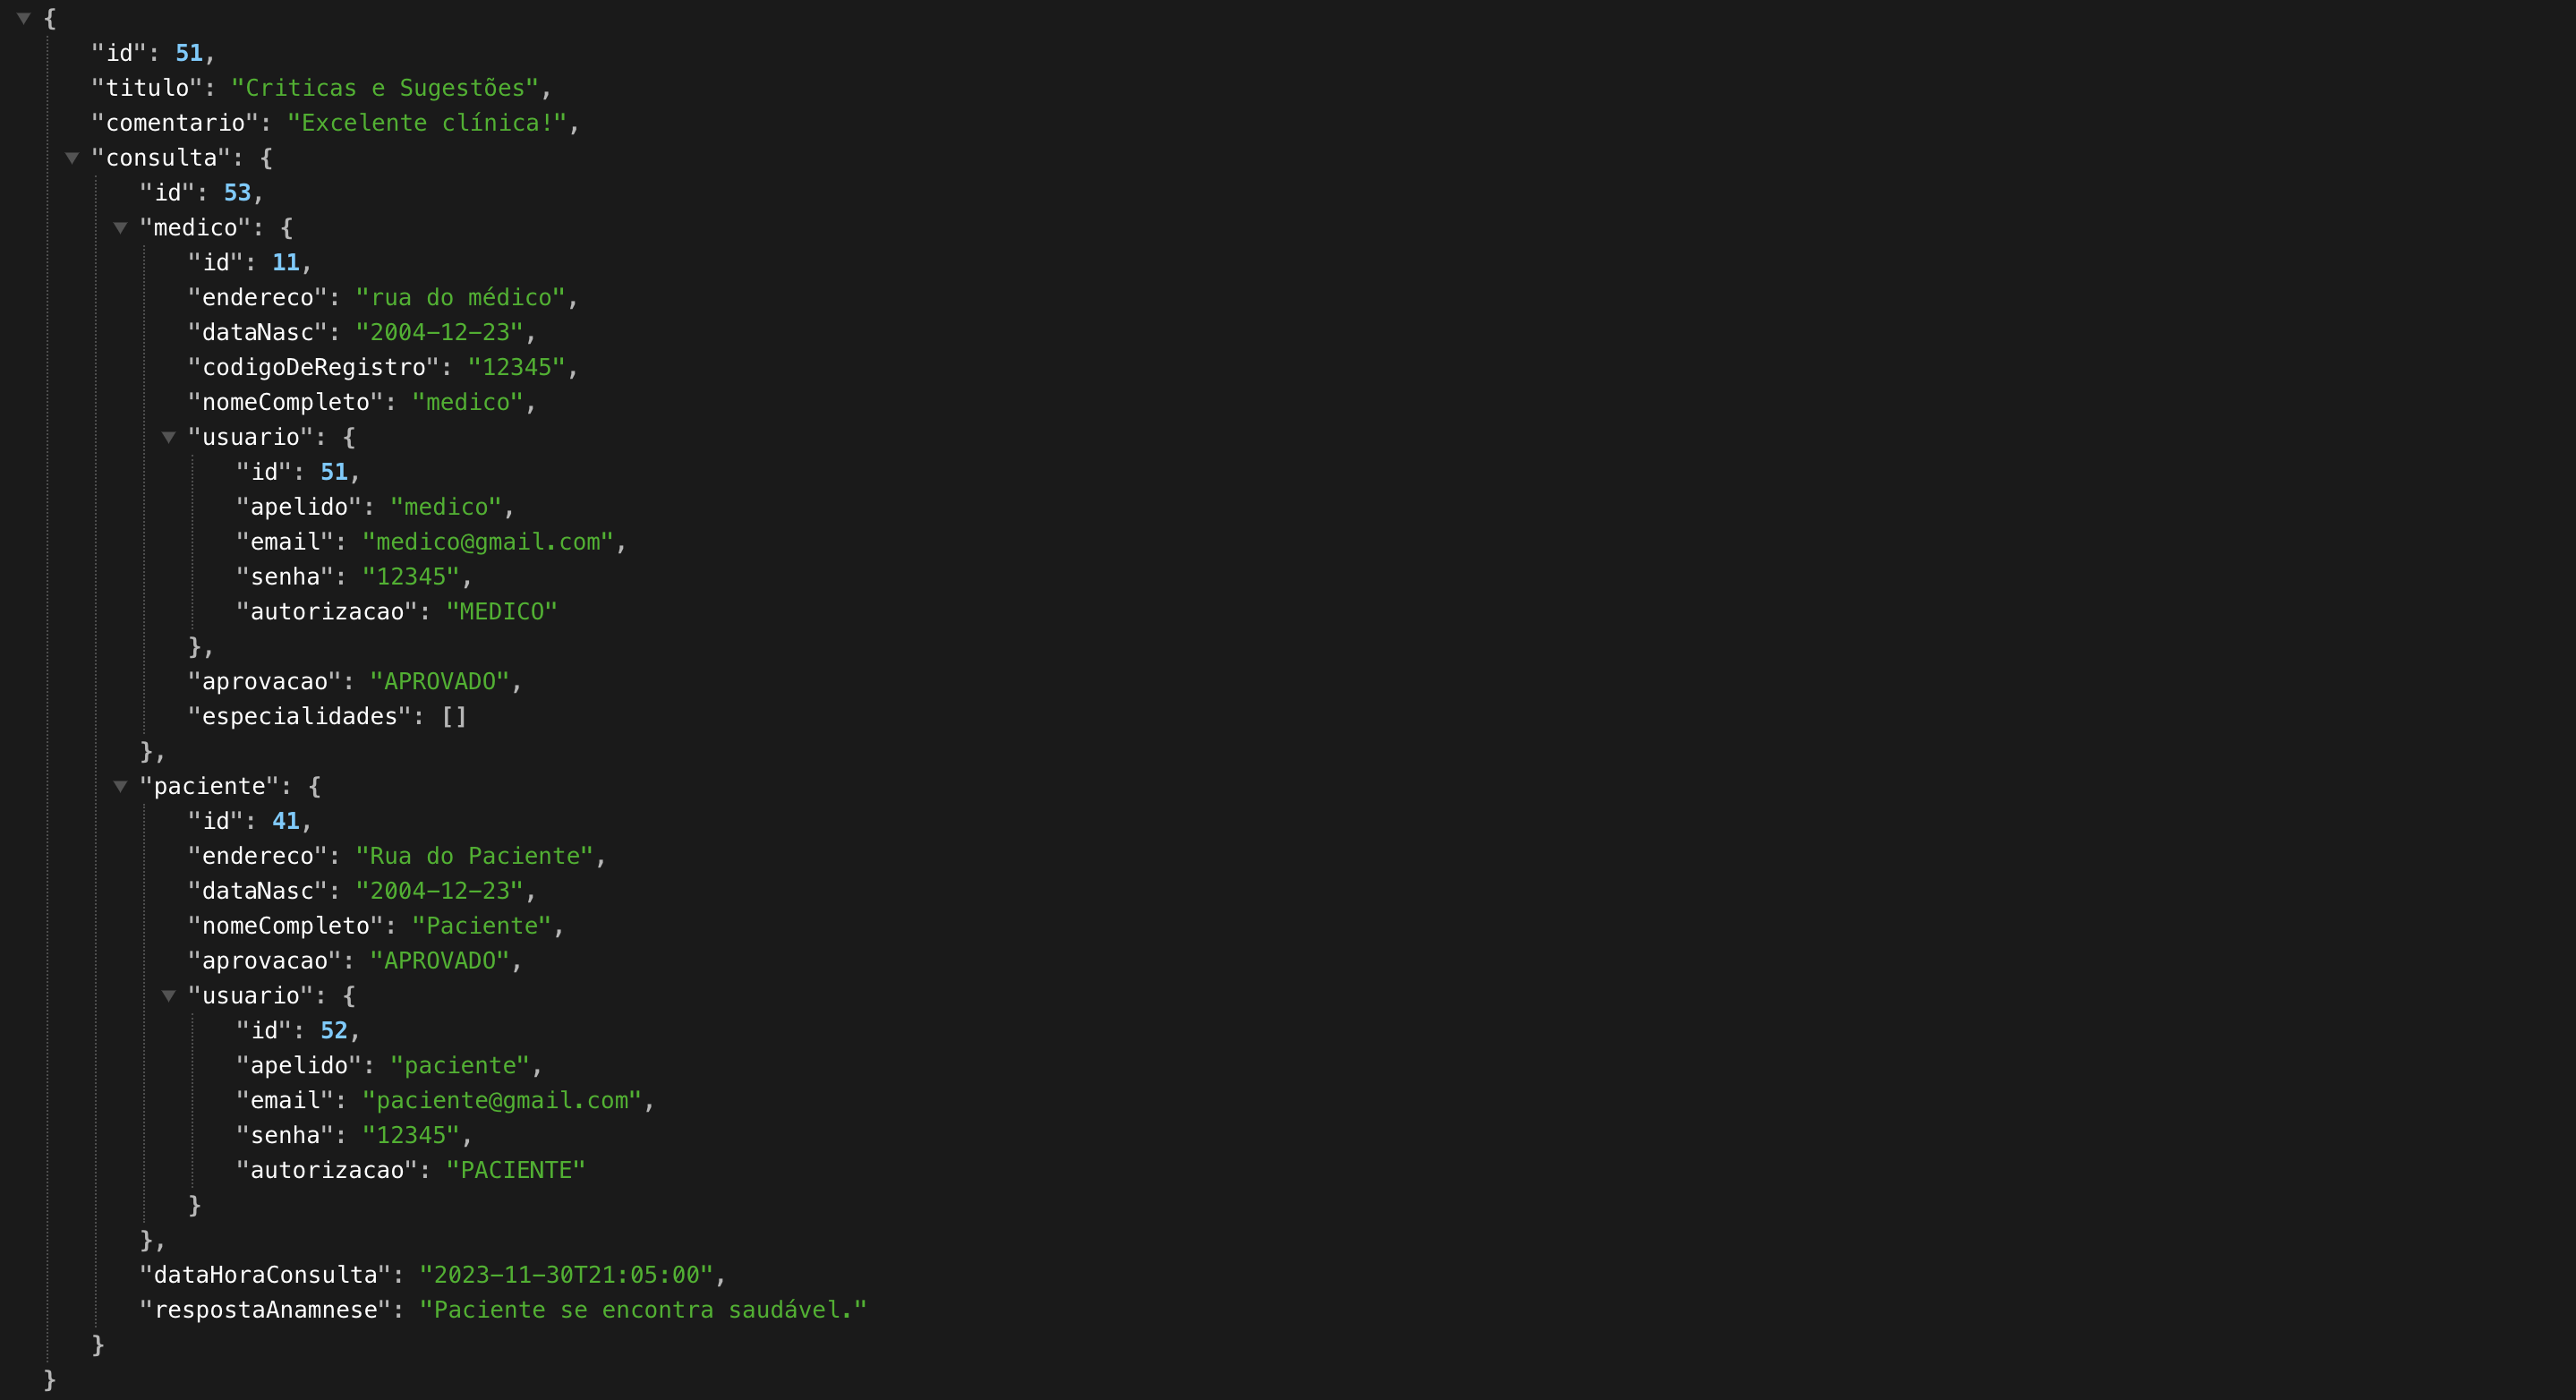 {
"id": 51,
"titulo": "Criticas e Sugestões",
"comentario": "Excelente clínica!",
"consulta": {
"id": 53,
"medico": {
"id": 11,
"endereco": "rua do médico",
"dataNasc": "2004-12-23",
"codigoDeRegistro": "12345",
"nomeCompleto": "medico",
"usuario": {
"id": 51,
"apelido": "medico",
"email": "medico@gmail.com",
"senha": "12345",
"autorizacao": "MEDICO"
},
"aprovacao": "APROVADO",
"especialidades": []
},
"paciente": {
"id": 41,
"endereco": "Rua do Paciente",
"dataNasc": "2004-12-23",
"nomeCompleto": "Paciente",
"aprovacao": "APROVADO",
"usuario": {
"id": 52,
"apelido": "paciente",
"email": "paciente@gmail.com",
"senha": "12345",
"autorizacao": "PACIENTE"
}
},
"dataHoraConsulta": "2023-11-30T21:05:00",
"respostaAnamnese": "Paciente se encontra saudável."
}
}